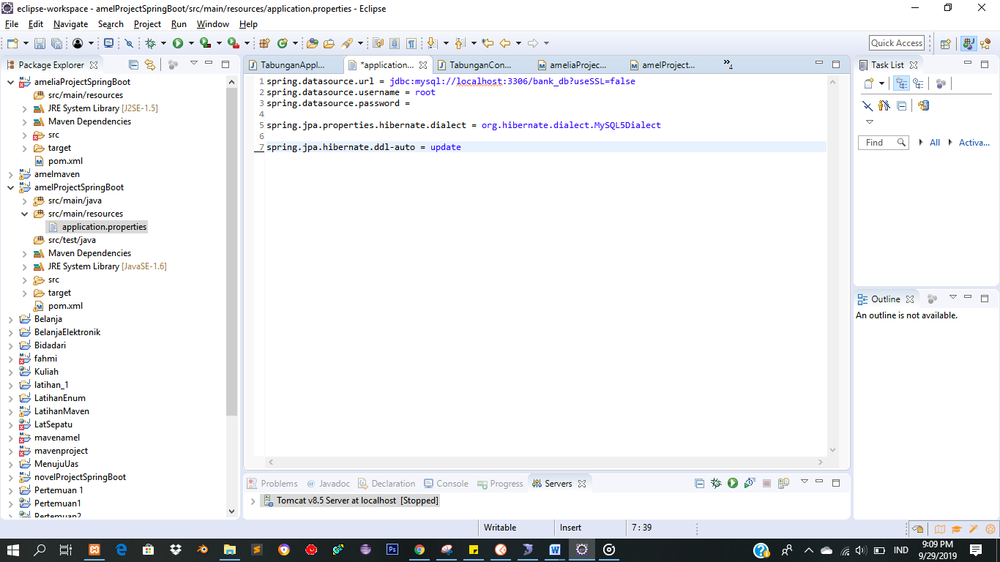 eclipse-workspace - amelProjectSpringBoot/src/main/resources/application.properties - Eclipse
File Edit Navigate Search Project Run Window Help
Quick Access
Package Explorer
ameliaProjectSpringBoot
src/main/resources
JRE System Library [J2SE-1.5]
Maven Dependencies
src
target
pom.xml
amelmaven
amelProjectSpringBoot
src/main/java
src/main/resources
application.properties
src/test/java
Maven Dependencies
JRE System Library [JavaSE-1.6]
src
target
pom.xml
Belanja
BelanjaElektronik
Bidadari
fahmi
Kuliah
latihan_1
LatihanEnum
LatihanMaven
LatSepatu
mavenamel
mavenproject
MenujuUas
novelProjectSpringBoot
Pertemuan 1
Pertemuan1
Pertemuan2
TabunganAppl... *application... TabunganCon... ameliaProjec... amelProject... »4
1 spring.datasource.url = jdbc:mysql://localhost:3306/bank_db?useSSL=false
2 spring.datasource.username = root
3 spring.datasource.password =
4
5 spring.jpa.properties.hibernate.dialect = org.hibernate.dialect.MySQL5Dialect
6
7 spring.jpa.hibernate.ddl-auto = update
Task List
Find All Activa...
Outline
An outline is not available.
Problems @ Javadoc Declaration Console Progress Servers
Tomcat v8.5 Server at localhost [Stopped]
Writable Insert 7 : 39
Ps W IND
9:09 PM
9/29/2019